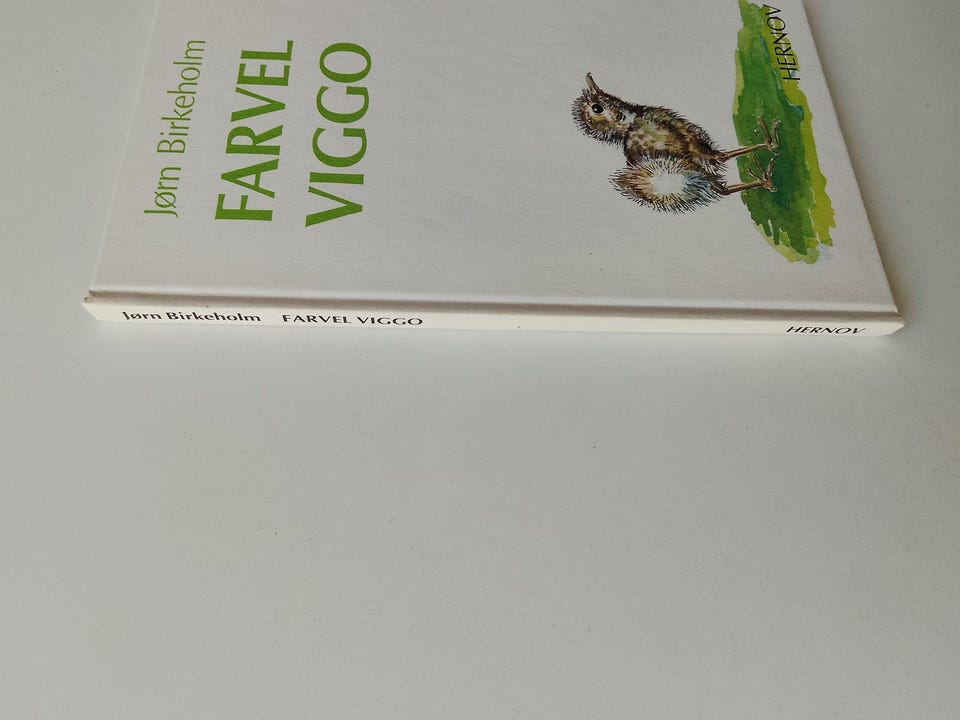 Jørn Birkeholm
FARVEL
VIGGO
HERNOV
Jørn Birkeholm FARVEL VIGGO HERNOV